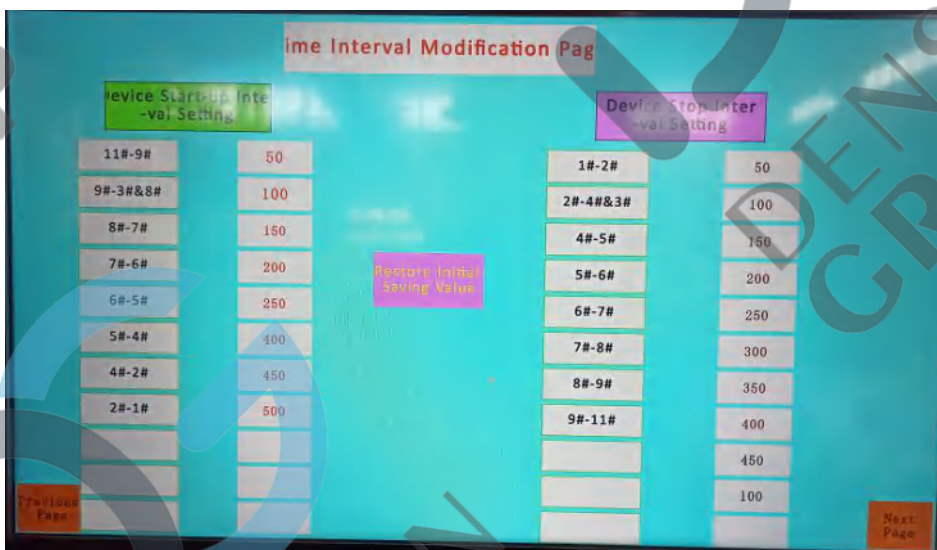 ime Interval Modification Pag
evice Start-up Inte
-val Setting
11#-9# 50
9#-3#&8# 100
8#-7# 150
7#-6# 200
6#-5# 250
5#-4# 400
4#-2# 450
2#-1# 500
Restore Initial
Saving Value
Device Stop Inter
-val Setting
1#-2# 50
2#-4#&3# 100
4#-5# 150
5#-6# 200
6#-7# 250
7#-8# 300
8#-9# 350
9#-11# 400
450
100
Previous
Page
Next
Page
DENS
GR